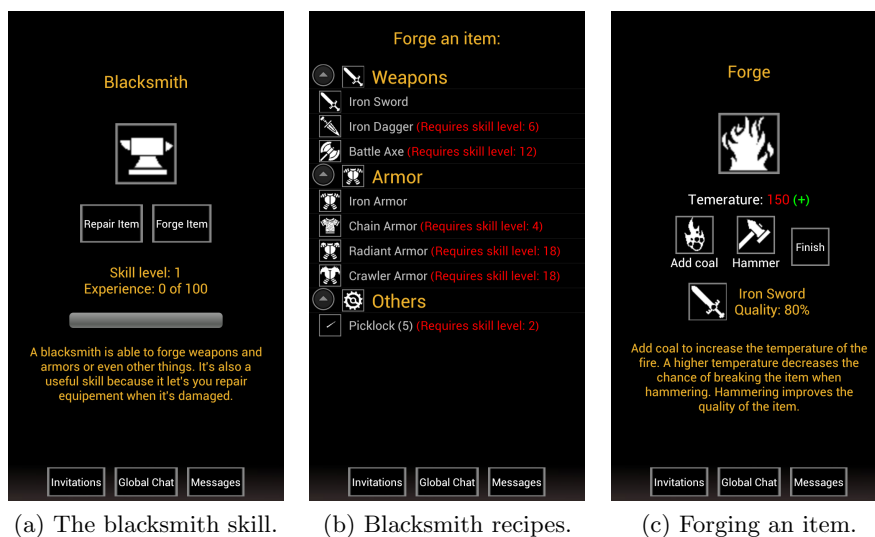 Blacksmith
Repair Item
Forge Item
Skill level: 1
Experience: 0 of 100
A blacksmith is able to forge weapons and
armors or even other things. It's also a
useful skill because it let's you repair
equipement when it's damaged.
Invitations
Global Chat
Messages
(a) The blacksmith skill.
Forge an item:
Weapons
Iron Sword
Iron Dagger (Requires skill level: 6)
Battle Axe (Requires skill level: 12)
Armor
Iron Armor
Chain Armor (Requires skill level: 4)
Radiant Armor (Requires skill level: 18)
Crawler Armor (Requires skill level: 18)
Others
Picklock (5) (Requires skill level: 2)
Invitations
Global Chat
Messages
(b) Blacksmith recipes.
Forge
Temerature: 150 (+)
Add coal
Hammer
Finish
Iron Sword
Quality: 80%
Add coal to increase the temperature of the
fire. A higher temperature decreases the
chance of breaking the item when
hammering. Hammering improves the
quality of the item.
Invitations
Global Chat
Messages
(c) Forging an item.